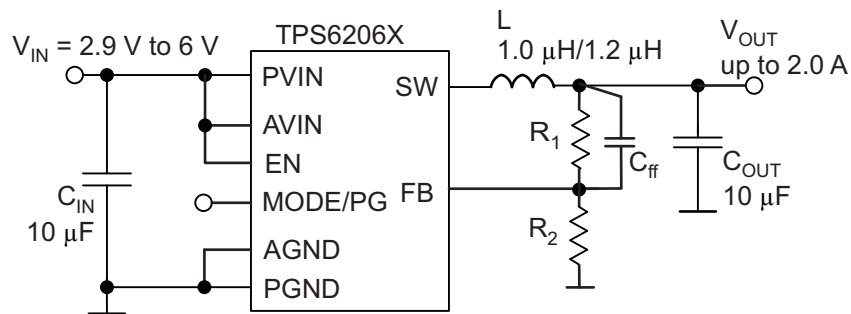 TPS6206X
V_IN = 2.9 V to 6 V
L
1.0 μH/1.2 μH
V_OUT
up to 2.0 A
PVIN
SW
AVIN
EN
R_1
C_ff
C_OUT
10 μF
C_IN
10 μF
MODE/PG
FB
AGND
R_2
PGND